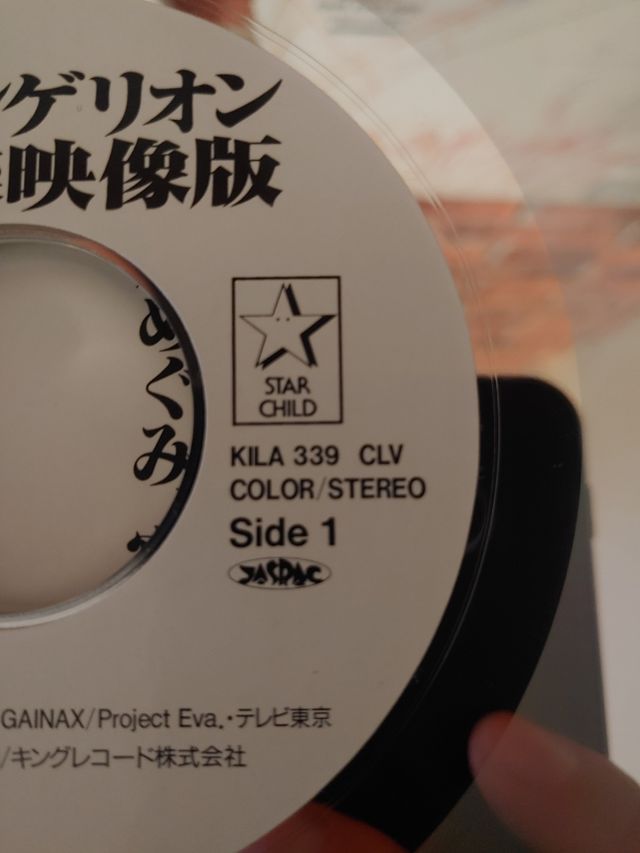 ンゲリオン
映像版
めぐみ
STAR
CHILD
KILA 339 CLV
COLOR/STEREO
Side 1
JASRAC
GAINAX/Project Eva.・テレビ東京
/キングレコード株式会社